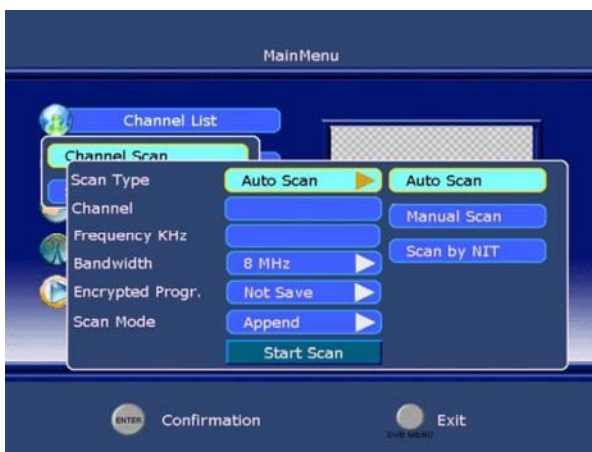 MainMenu
Channel List
Channel Scan
Scan Type Auto Scan Auto Scan
Channel Manual Scan
Frequency KHz
Bandwidth 8 MHz Scan by NIT
Encrypted Progr. Not Save
Scan Mode Append
Start Scan
ENTER Confirmation Exit
DVB MENU